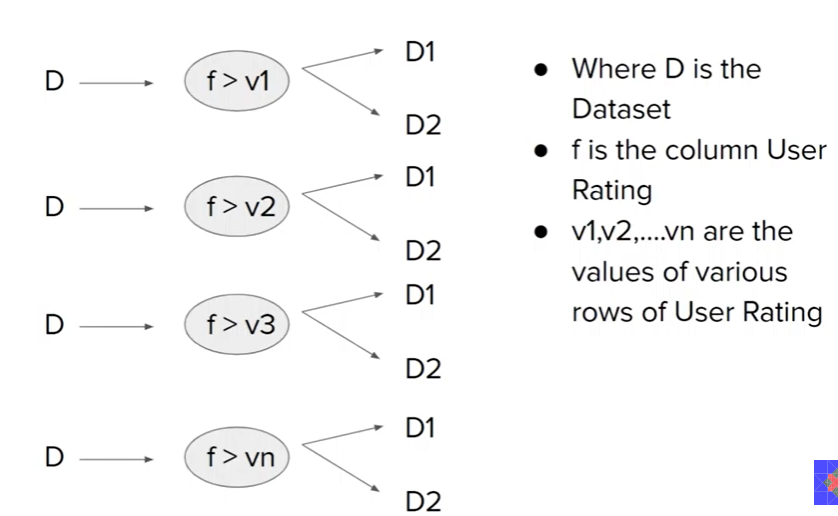 D
f > v1
D1
D2
D
f > v2
D1
D2
D
f > v3
D1
D2
D
f > vn
D1
D2
● Where D is the
Dataset
● f is the column User
Rating
● v1,v2,....vn are the
values of various
rows of User Rating